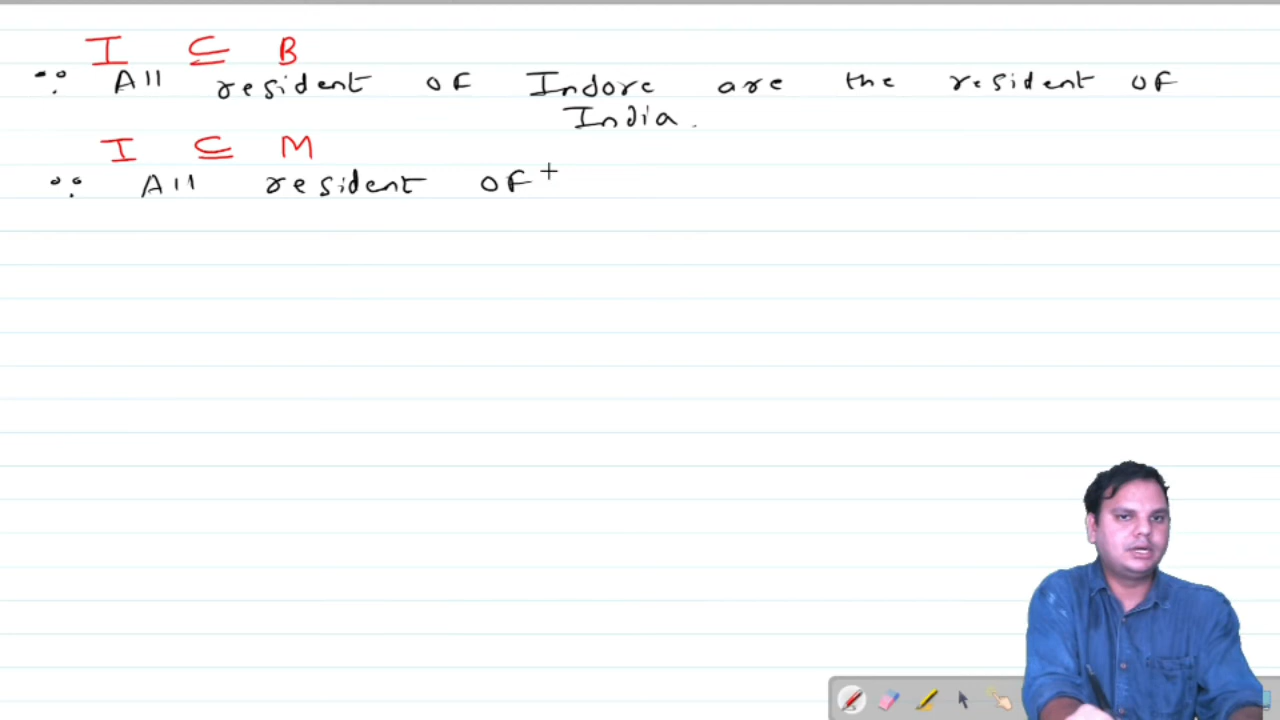 I ⊆ B
∵ All resident of Indore are the resident of
India.
I ⊆ M
∵ All resident of